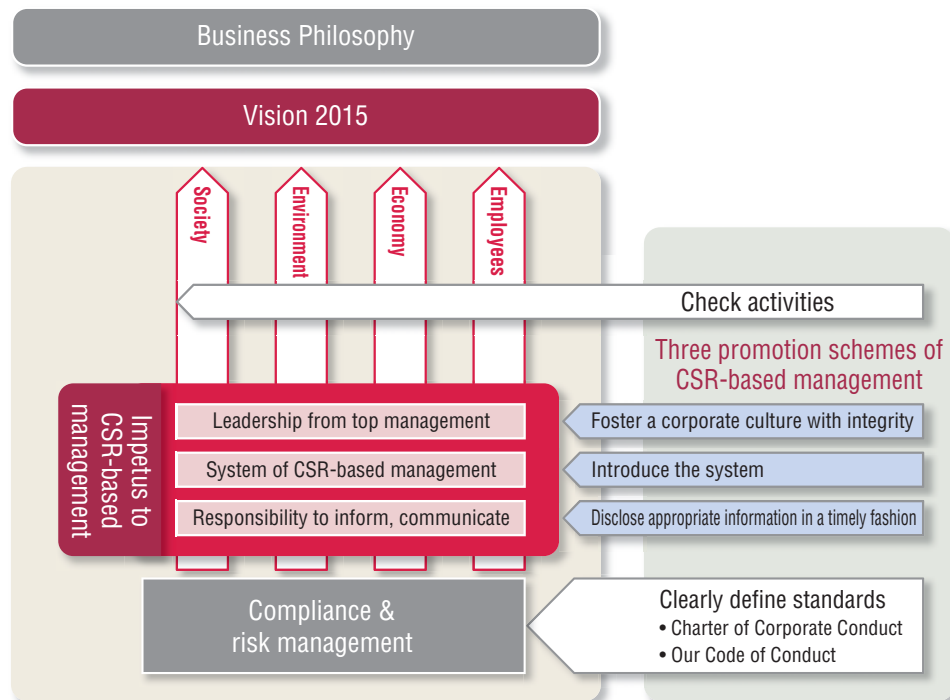 Business Philosophy
Vision 2015
Society
Environment
Economy
Employees
Check activities
Three promotion schemes of
CSR-based management
Impetus to
CSR-based
management
Leadership from top management
Foster a corporate culture with integrity
System of CSR-based management
Introduce the system
Responsibility to inform, communicate
Disclose appropriate information in a timely fashion
Compliance &
risk management
Clearly define standards
• Charter of Corporate Conduct
• Our Code of Conduct